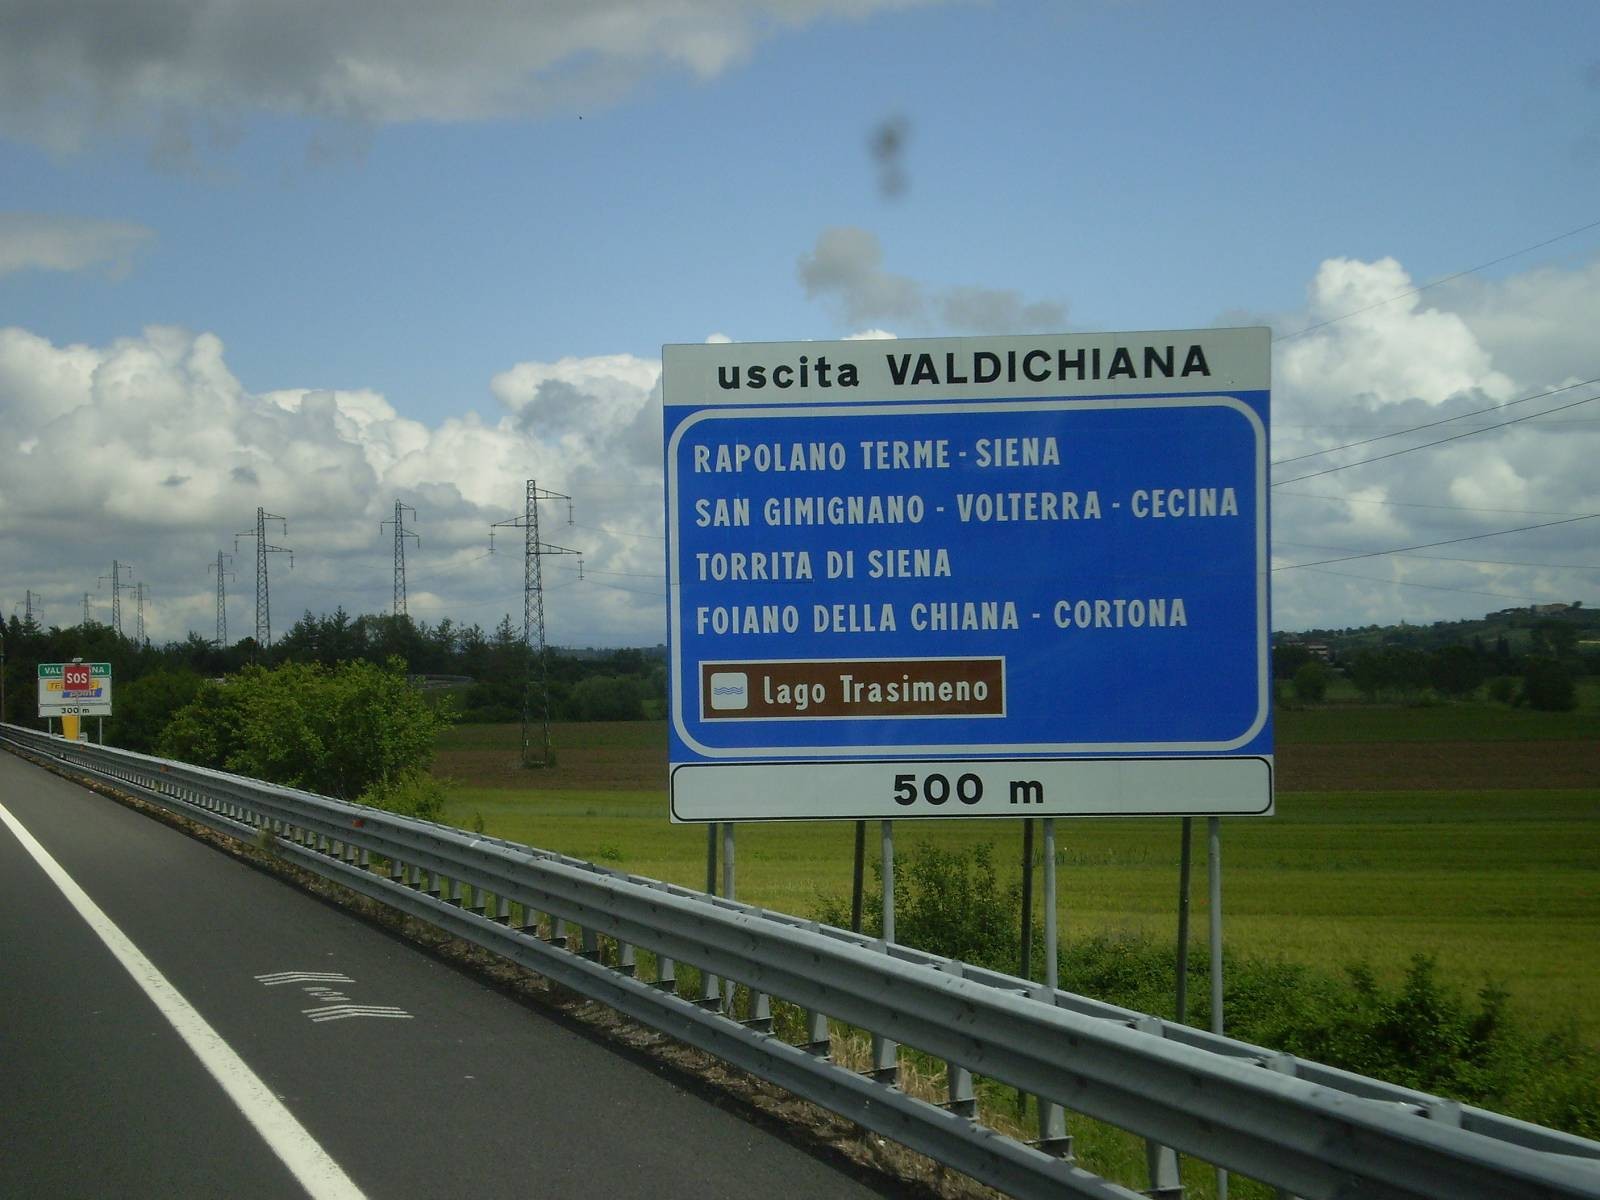 uscita VALDICHIANA
RAPOLANO TERME - SIENA
SAN GIMIGNANO - VOLTERRA - CECINA
TORRITA DI SIENA
FOIANO DELLA CHIANA - CORTONA
Lago Trasimeno
500 m
SOS
point
300 m